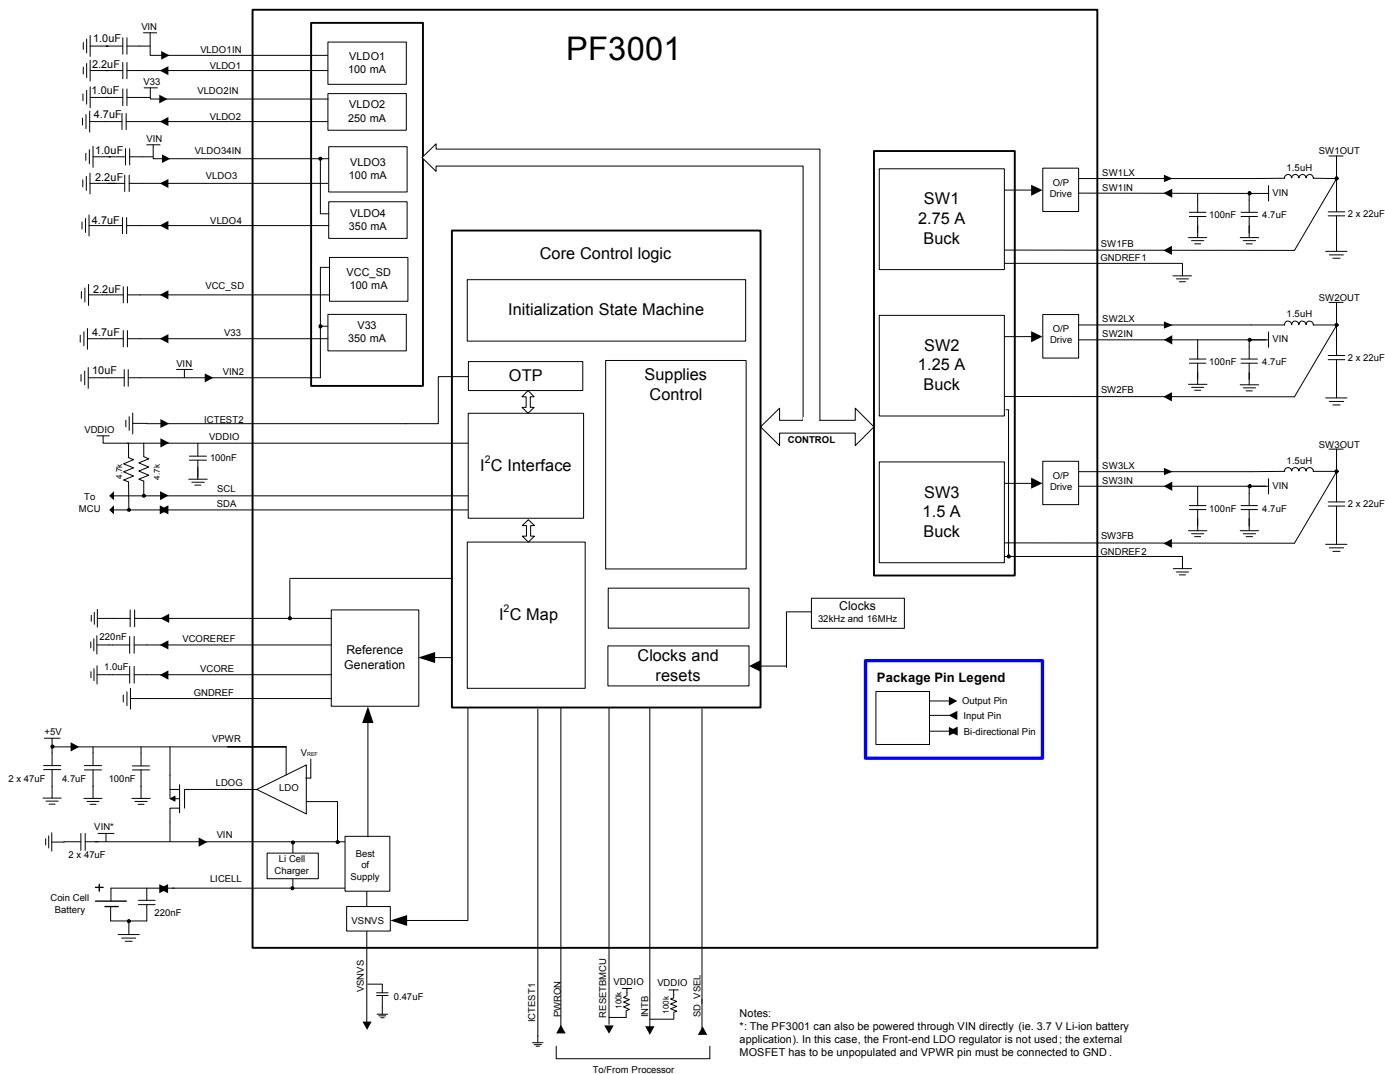 PF3001
VIN
1.0uF
VLDO1IN
2.2uF
VLDO1
VLDO1
100 mA
V33
1.0uF
VLDO2IN
4.7uF
VLDO2
VLDO2
250 mA
VIN
1.0uF
VLDO34IN
2.2uF
VLDO3
VLDO3
100 mA
4.7uF
VLDO4
VLDO4
350 mA
2.2uF
VCC_SD
VCC_SD
100 mA
4.7uF
V33
V33
350 mA
10uF
VIN
VIN2
ICTEST2
VDDIO
VDDIO
100nF
4.7k
4.7k
To
MCU
SCL
SDA
Core Control logic
Initialization State Machine
OTP
Supplies
Control
I²C Interface
I²C Map
Clocks and
resets
Clocks
32kHz and 16MHz
CONTROL
SW1
2.75 A
Buck
O/P
Drive
SW1LX
SW1IN
1.5uH
SW1OUT
VIN
100nF
4.7uF
2 x 22uF
SW1FB
GNDREF1
SW2
1.25 A
Buck
O/P
Drive
SW2LX
SW2IN
1.5uH
SW2OUT
VIN
100nF
4.7uF
2 x 22uF
SW2FB
SW3
1.5 A
Buck
O/P
Drive
SW3LX
SW3IN
1.5uH
SW3OUT
VIN
100nF
4.7uF
2 x 22uF
SW3FB
GNDREF2
220nF
VCOREREF
1.0uF
VCORE
GNDREF
Reference
Generation
+5V
VPWR
2 x 47uF
4.7uF
100nF
LDOG
LDO
VREF
VIN*
VIN
2 x 47uF
Li Cell
Charger
Best
of
Supply
LICELL
Coin Cell
Battery
+
220nF
VSNVS
VSNVS
0.47uF
ICTEST1
PWRON
RESETBMCU
VDDIO
100k
INTB
VDDIO
100k
SD_VSEL
To/From Processor
Package Pin Legend
Output Pin
Input Pin
Bi-directional Pin
Notes:
*: The PF3001 can also be powered through VIN directly (ie. 3.7 V Li-ion battery
application). In this case, the Front-end LDO regulator is not used; the external
MOSFET has to be unpopulated and VPWR pin must be connected to GND.